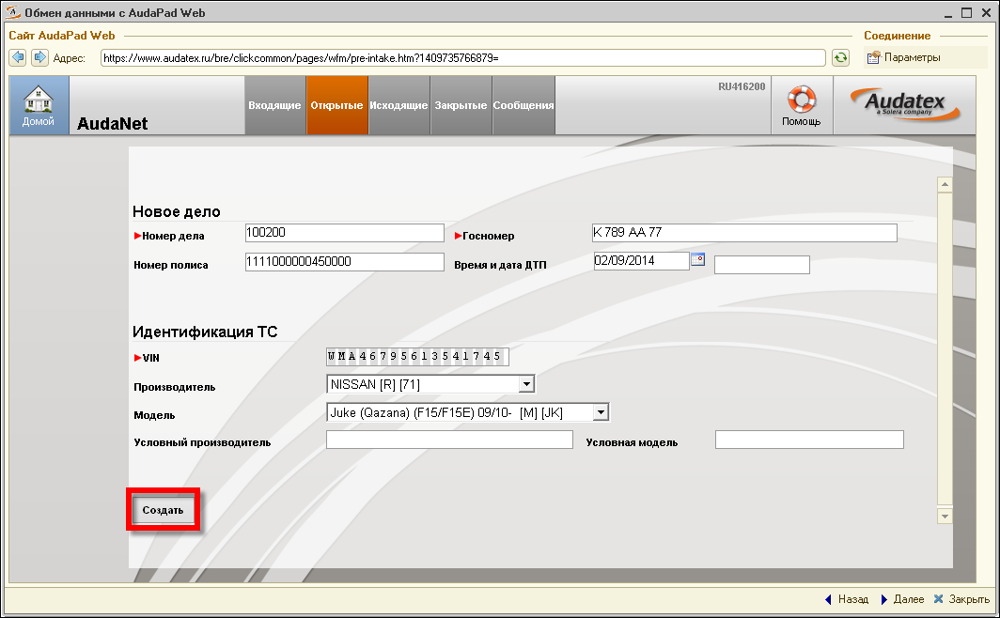 Обмен данными с AudaPad Web
Сайт AudaPad Web
Соединение
Адрес: https://www.audatex.ru/bre/clickcommon/pages/wfm/pre-intake.htm?1409735766879=
Параметры
Домой
AudaNet
Входящие Открытые Исходящие Закрытые Сообщения
RU416200
Помощь
Audatex
a Solera company
Новое дело
Номер дела 100200 Госномер K 789 AA 77
Номер полиса 1111000000450000 Время и дата ДТП 02/09/2014
Идентификация ТС
VIN WMA46795613541745
Производитель NISSAN [R] [71]
Модель Juke (Qazana) (F15/F15E) 09/10- [M] [JK]
Условный производитель Условная модель
Создать
Назад Далее Закрыть